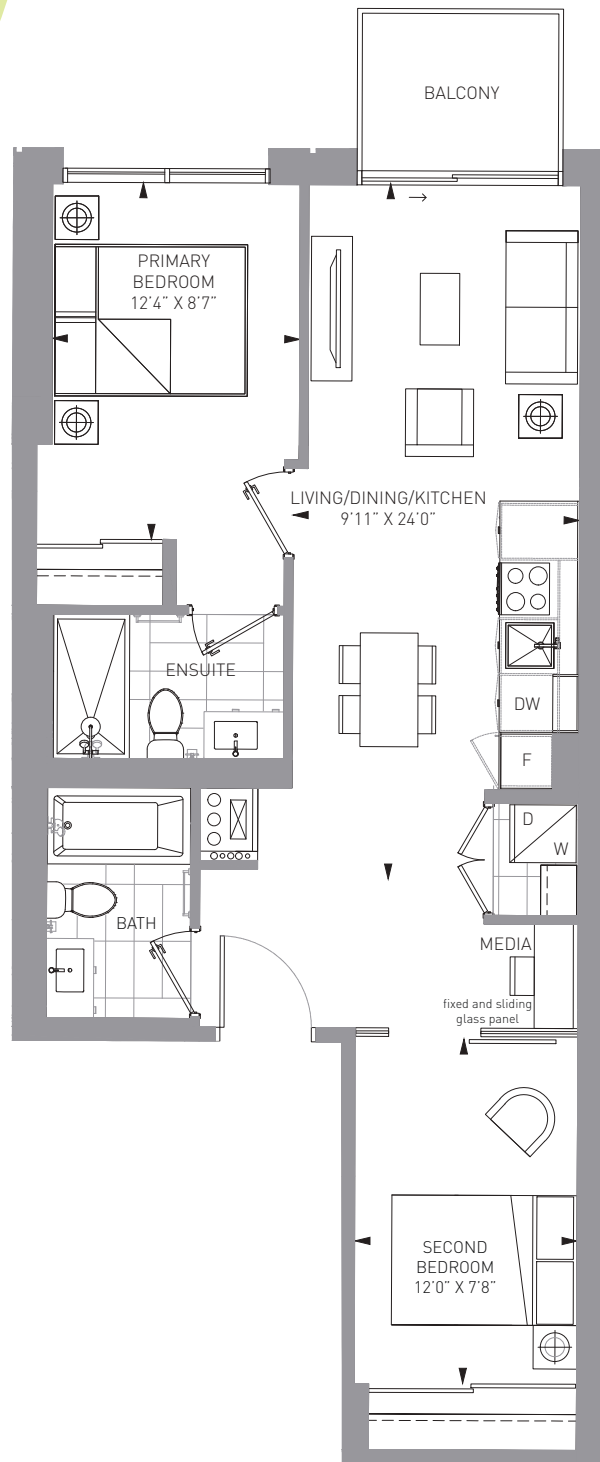 BALCONY
PRIMARY
BEDROOM
12'4" X 8'7"
LIVING/DINING/KITCHEN
9'11" X 24'0"
ENSUITE
DW
F
D
W
BATH
MEDIA
fixed and sliding
glass panel
SECOND
BEDROOM
12'0" X 7'8"